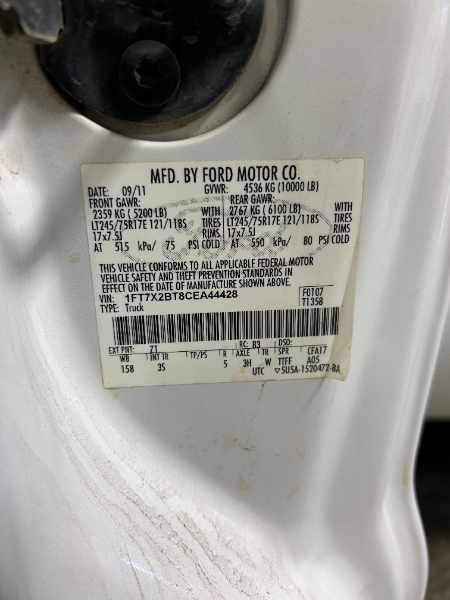 MFD. BY FORD MOTOR CO.
DATE: 09/11 GVWR: 4536 KG (10000 LB)
FRONT GAWR: REAR GAWR:
2359 KG ( 5200 LB) WITH 2767 KG ( 6100 LB) WITH
LT245/75R17E 121/118S TIRES LT245/75R17E 121/118S TIRES
17x7.5J RIMS 17x7.5J RIMS
AT 515 kPa/ 75 PSI COLD AT 550 kPa/ 80 PSI COLD
THIS VEHICLE CONFORMS TO ALL APPLICABLE FEDERAL MOTOR
VEHICLE SAFETY AND THEFT PREVENTION STANDARDS IN
EFFECT ON THE DATE OF MANUFACTURE SHOWN ABOVE.
VIN: 1FT7X2BT8CEA44428 F0107
TYPE: Truck T1358
EXT PNT: Z1 RC: 83 DSO:
WB INT TR TP/PS R AXLE TR SPR CFA17
158 3S 5 3H W TTFF A05
UTC ▽5U5A-1520472-BA